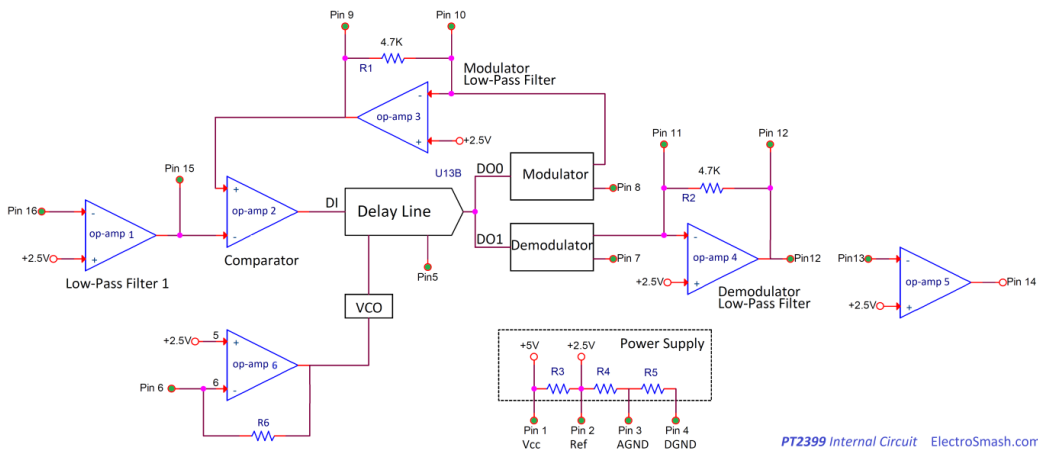 Pin 9
Pin 10
4.7K
R1
Modulator
Low-Pass Filter
-
op-amp 3
+
+2.5V
Pin 11
Pin 12
Pin 15
U13B
DO0
Modulator
Pin 8
4.7K
R2
Pin 16
-
op-amp 1
+
+2.5V
Low-Pass Filter 1
+
op-amp 2
-
Comparator
DI
Delay Line
Pin5
DO1
Demodulator
Pin 7
-
op-amp 4
+
+2.5V
Pin12
Demodulator
Low-Pass Filter
Pin13
-
op-amp 5
+
+2.5V
Pin 14
VCO
+2.5V
5
+
op-amp 6
Pin 6
6
-
R6
Power Supply
+5V
+2.5V
R3
R4
R5
Pin 1
Vcc
Pin 2
Ref
Pin 3
AGND
Pin 4
DGND
PT2399 Internal Circuit ElectroSmash.com